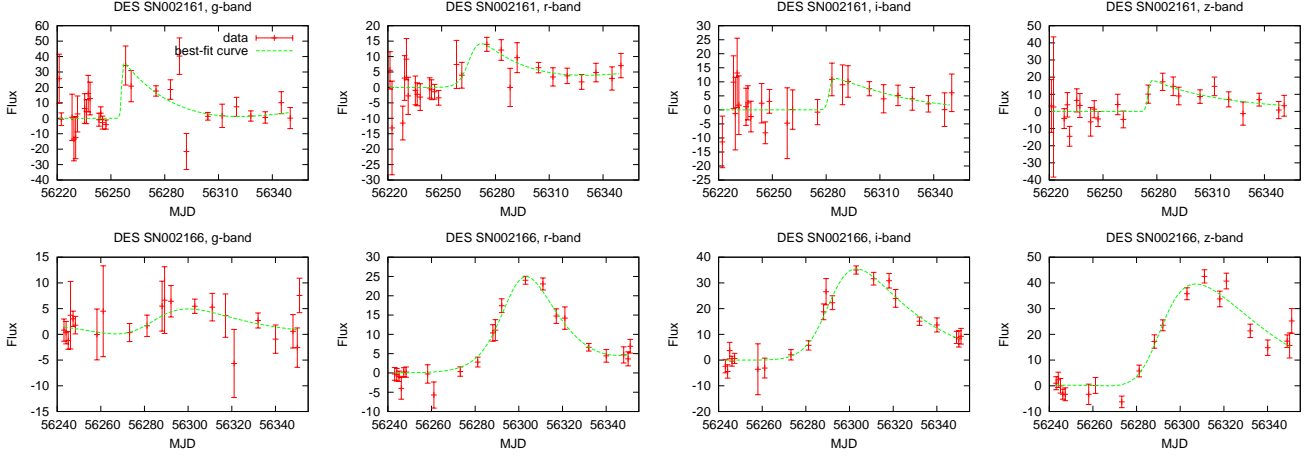 DES SN002161, g-band
Flux
60
50
40
30
20
10
0
-10
-20
-30
-40
data
best-fit curve
56220 56250 56280 56310 56340
MJD
DES SN002161, r-band
Flux
20
15
10
5
0
-5
-10
-15
-20
-25
-30
56220 56250 56280 56310 56340
MJD
DES SN002161, i-band
Flux
30
25
20
15
10
5
0
-5
-10
-15
-20
-25
56220 56250 56280 56310 56340
MJD
DES SN002161, z-band
Flux
50
40
30
20
10
0
-10
-20
-30
-40
56220 56250 56280 56310 56340
MJD
DES SN002166, g-band
Flux
15
10
5
0
-5
-10
-15
56240 56260 56280 56300 56320 56340
MJD
DES SN002166, r-band
Flux
30
25
20
15
10
5
0
-5
-10
56240 56260 56280 56300 56320 56340
MJD
DES SN002166, i-band
Flux
40
30
20
10
0
-10
-20
56240 56260 56280 56300 56320 56340
MJD
DES SN002166, z-band
Flux
50
40
30
20
10
0
-10
56240 56260 56280 56300 56320 56340
MJD